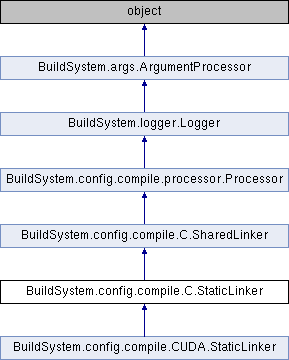 object
BuildSystem.args.ArgumentProcessor
BuildSystem.logger.Logger
BuildSystem.config.compile.processor.Processor
BuildSystem.config.compile.C.SharedLinker
BuildSystem.config.compile.C.StaticLinker
BuildSystem.config.compile.CUDA.StaticLinker